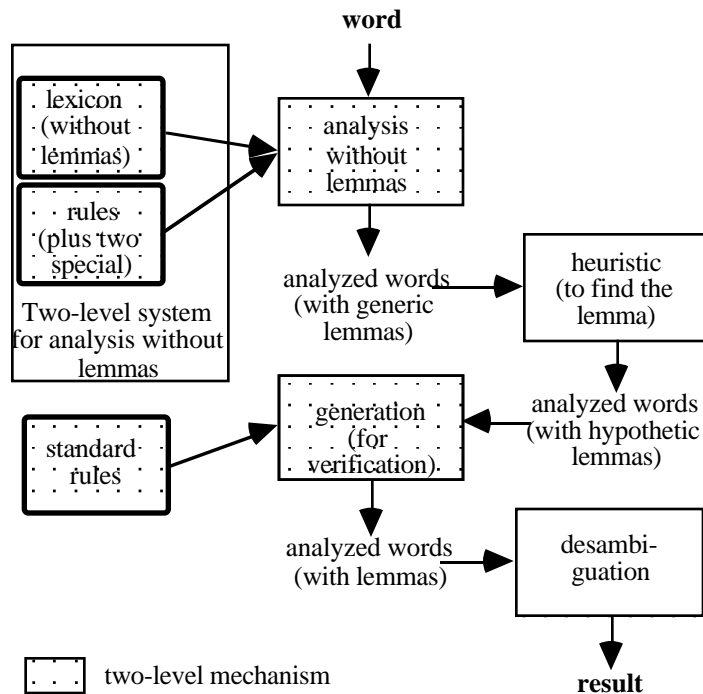 word
lexicon
(without
lemmas)
rules
(plus two
special)
Two-level system
for analysis without
lemmas
analysis
without
lemmas
analyzed words
(with generic
lemmas)
heuristic
(to find the
lemma)
analyzed words
(with hypothetic
lemmas)
generation
(for
verification)
standard
rules
analyzed words
(with lemmas)
desambi-
guation
result
two-level mechanism